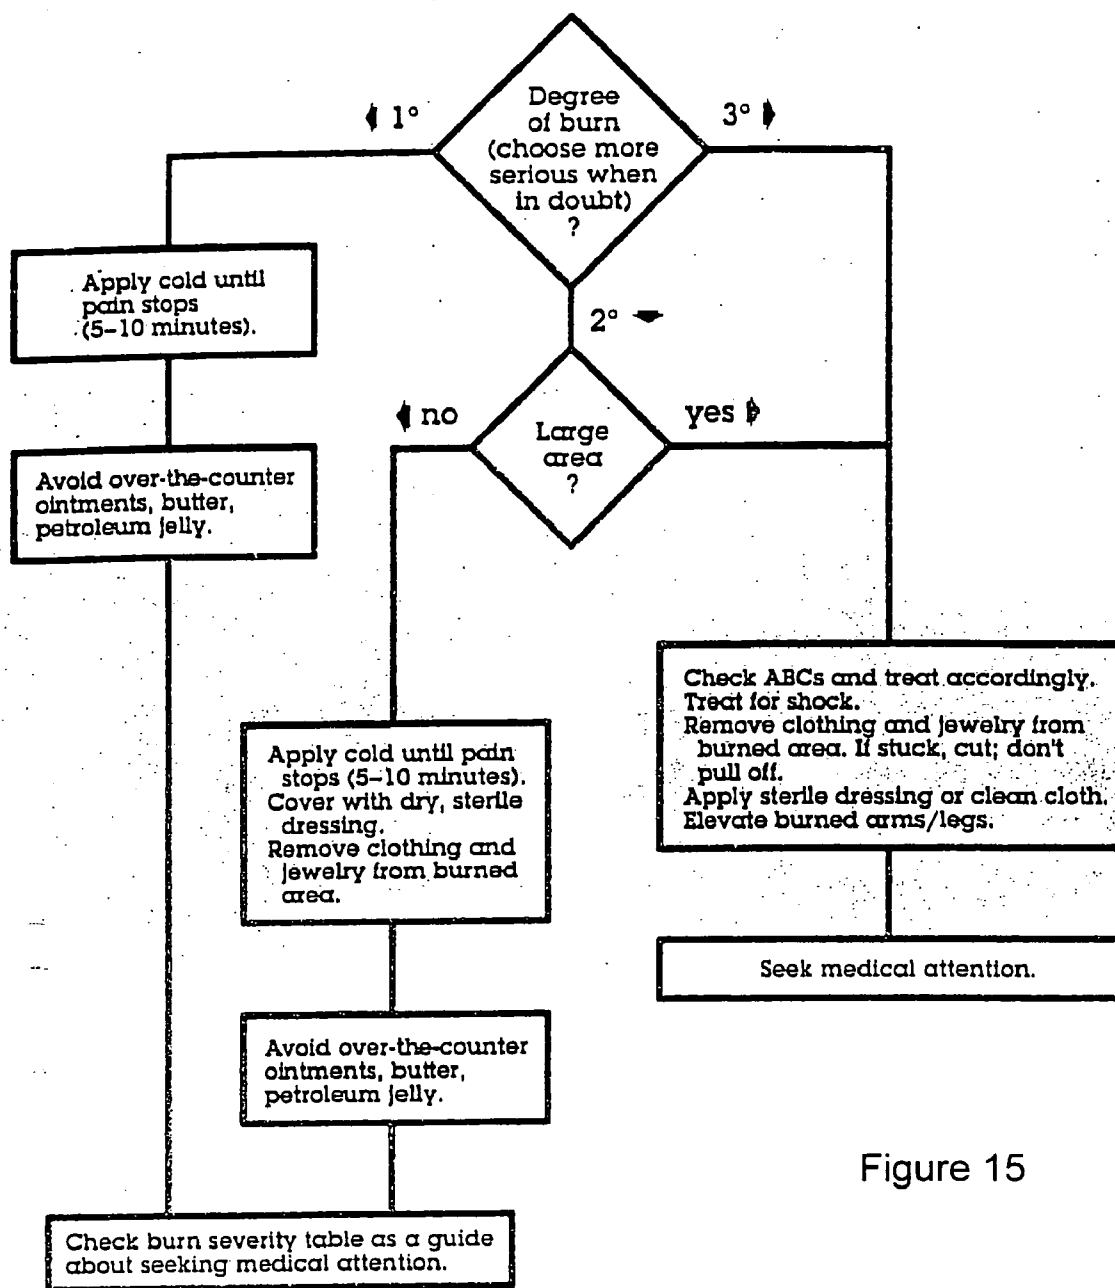 Degree
of burn
(choose more
serious when
in doubt)
?
1°
3°
2°
Apply cold until
pain stops
(5–10 minutes).
Avoid over-the-counter
ointments, butter,
petroleum jelly.
Large
area
?
no
yes
Apply cold until pain
stops (5–10 minutes).
Cover with dry, sterile
dressing.
Remove clothing and
jewelry from burned
area.
Avoid over-the-counter
ointments, butter,
petroleum jelly.
Check ABCs and treat accordingly.
Treat for shock.
Remove clothing and jewelry from
burned area. If stuck, cut; don't
pull off.
Apply sterile dressing or clean cloth.
Elevate burned arms/legs.
Seek medical attention.
Check burn severity table as a guide
about seeking medical attention.
Figure 15